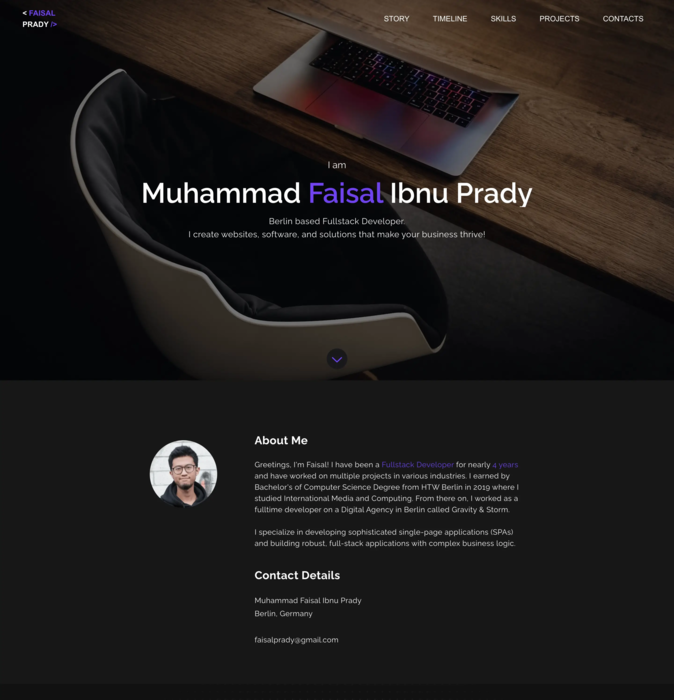 < FAISAL
PRADY />
STORY TIMELINE SKILLS PROJECTS CONTACTS
I am
Muhammad Faisal Ibnu Prady
Berlin based Fullstack Developer.
I create websites, software, and solutions that make your business thrive!
About Me
Greetings, I'm Faisal! I have been a Fullstack Developer for nearly 4 years
and have worked on multiple projects in various industries. I earned by
Bachelor's of Computer Science Degree from HTW Berlin in 2019 where I
studied International Media and Computing. From there on, I worked as a
fulltime developer on a Digital Agency in Berlin called Gravity & Storm.
I specialize in developing sophisticated single-page applications (SPAs)
and building robust, full-stack applications with complex business logic.
Contact Details
Muhammad Faisal Ibnu Prady
Berlin, Germany
faisalprady@gmail.com